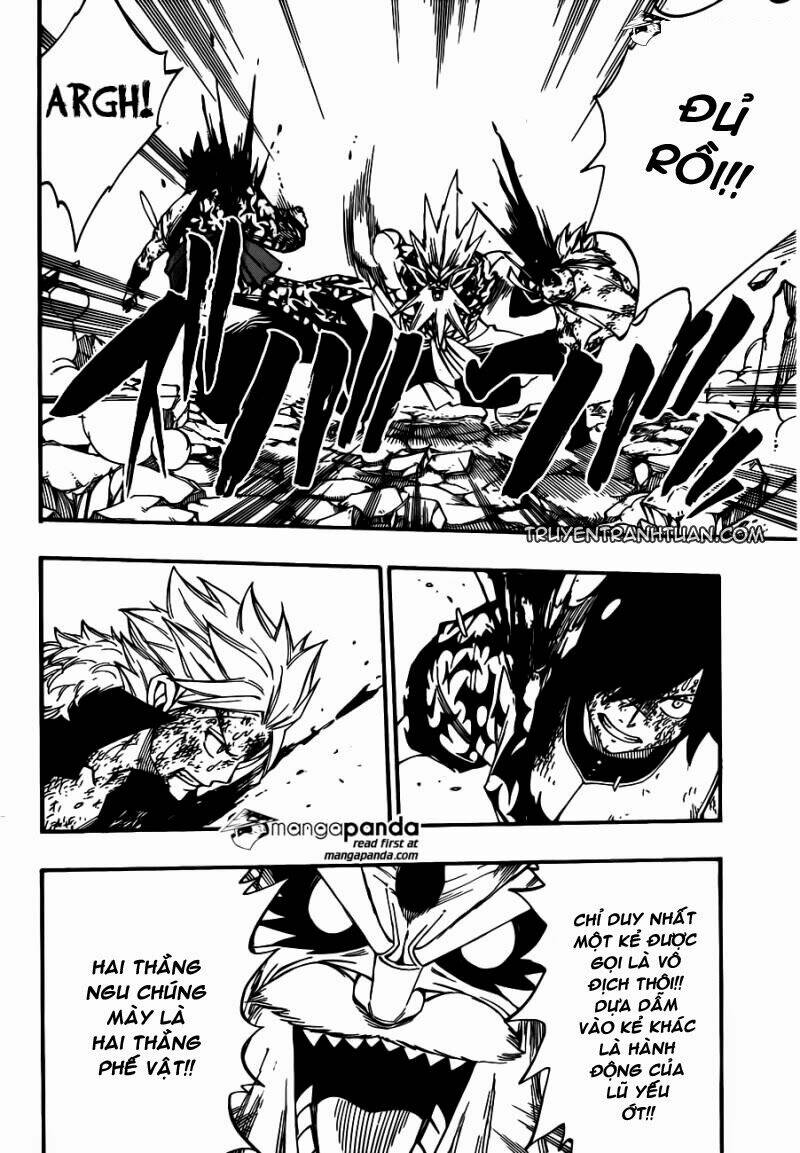 ĐỦ
RỒI!!!
ARGH!
TRUYENTRANHTUAN.COM
mangapanda
read first at
mangapanda.com
CHỈ DUY NHẤT
MỘT KẺ ĐƯỢC
GỌI LÀ VÔ
ĐỊCH THÔI!!
DỰA DẪM
VÀO KẺ KHÁC
LÀ HÀNH
ĐỘNG CỦA
LŨ YẾU
ỚT!!
HAI THẰNG
NGU CHÚNG
MÀY LÀ
HAI THẰNG
PHẾ VẬT!!